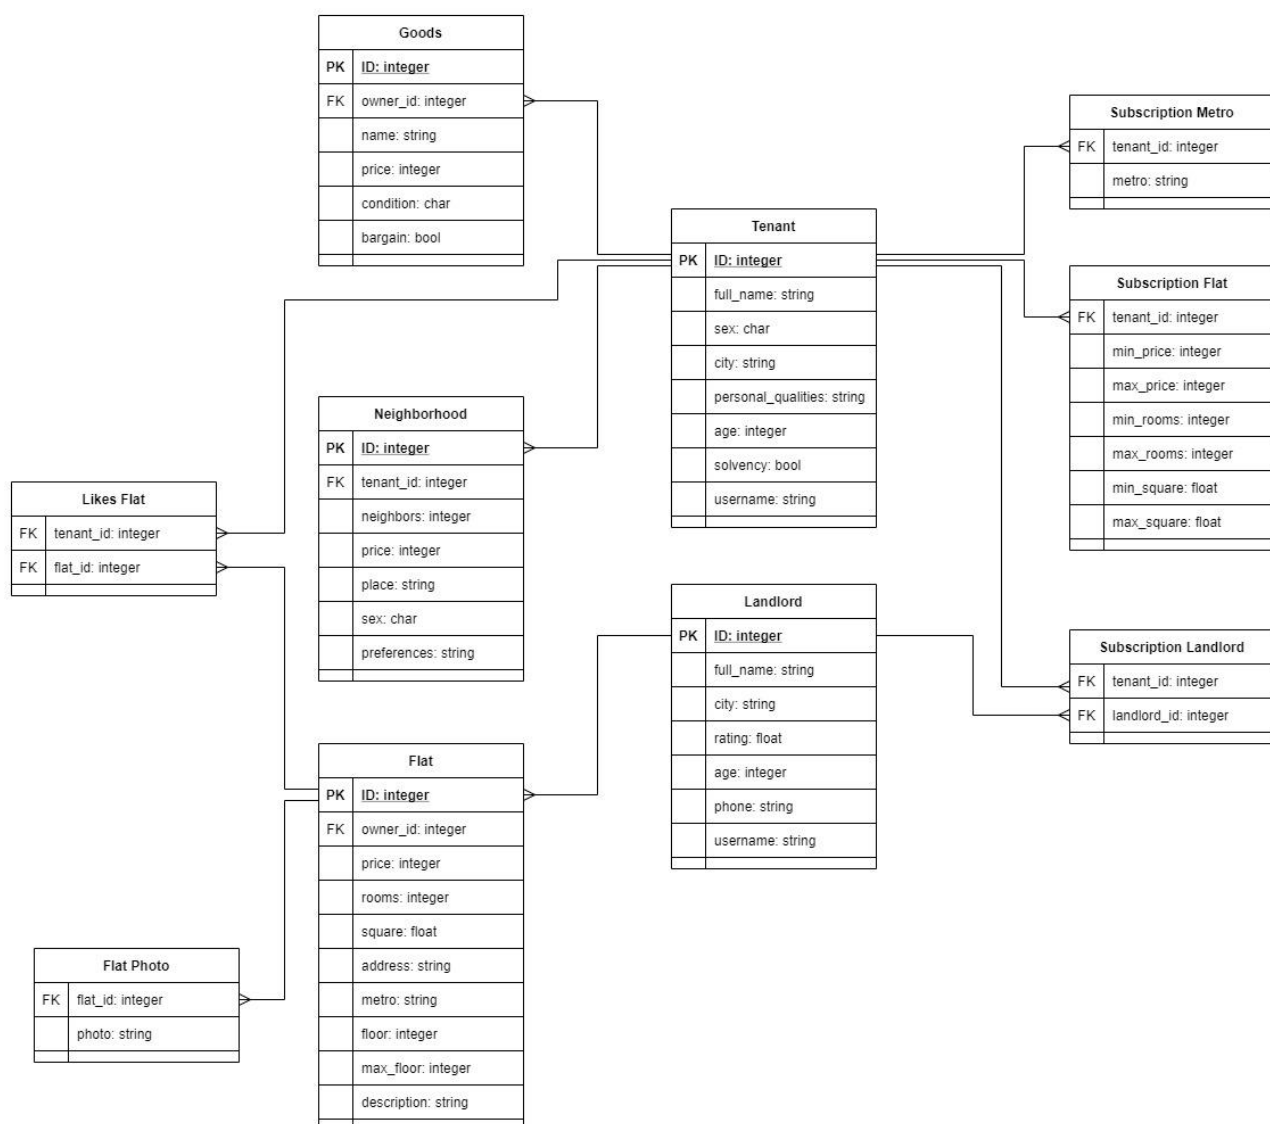 Goods
PK ID: integer
FK owner_id: integer
name: string
price: integer
condition: char
bargain: bool
Subscription Metro
FK tenant_id: integer
metro: string
Tenant
PK ID: integer
full_name: string
sex: char
city: string
personal_qualities: string
age: integer
solvency: bool
username: string
Subscription Flat
FK tenant_id: integer
min_price: integer
max_price: integer
min_rooms: integer
max_rooms: integer
min_square: float
max_square: float
Neighborhood
PK ID: integer
FK tenant_id: integer
neighbors: integer
price: integer
place: string
sex: char
preferences: string
Likes Flat
FK tenant_id: integer
FK flat_id: integer
Landlord
PK ID: integer
full_name: string
city: string
rating: float
age: integer
phone: string
username: string
Subscription Landlord
FK tenant_id: integer
FK landlord_id: integer
Flat
PK ID: integer
FK owner_id: integer
price: integer
rooms: integer
square: float
address: string
metro: string
floor: integer
max_floor: integer
description: string
Flat Photo
FK flat_id: integer
photo: string